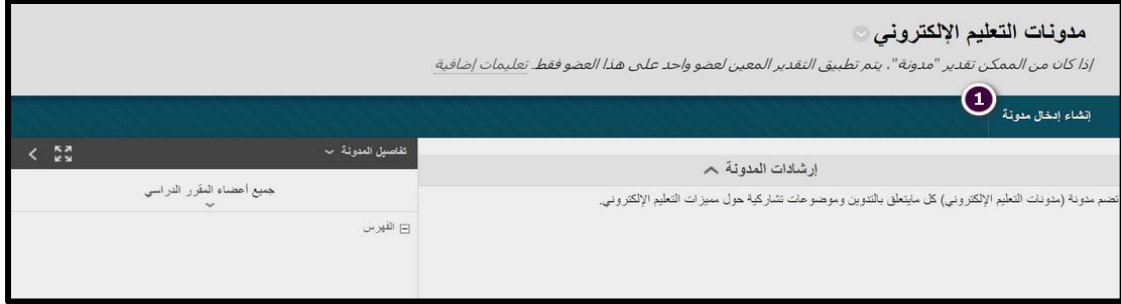 مدونات التعليم الإلكتروني
إذا كان من الممكن تقدير "مدونة"، يتم تطبيق التقدير المعين لعضو واحد على هذا العضو فقط. تعليمات إضافية
1
إنشاء إدخال مدونة
إرشادات المدونة
تضم مدونة (مدونات التعليم الإلكتروني) كل مايتعلق بالتدوين وموضوعات تشاركية حول مميزات التعليم الإلكتروني.
تفاصيل المدونة
جميع أعضاء المقرر الدراسي
الفهرس